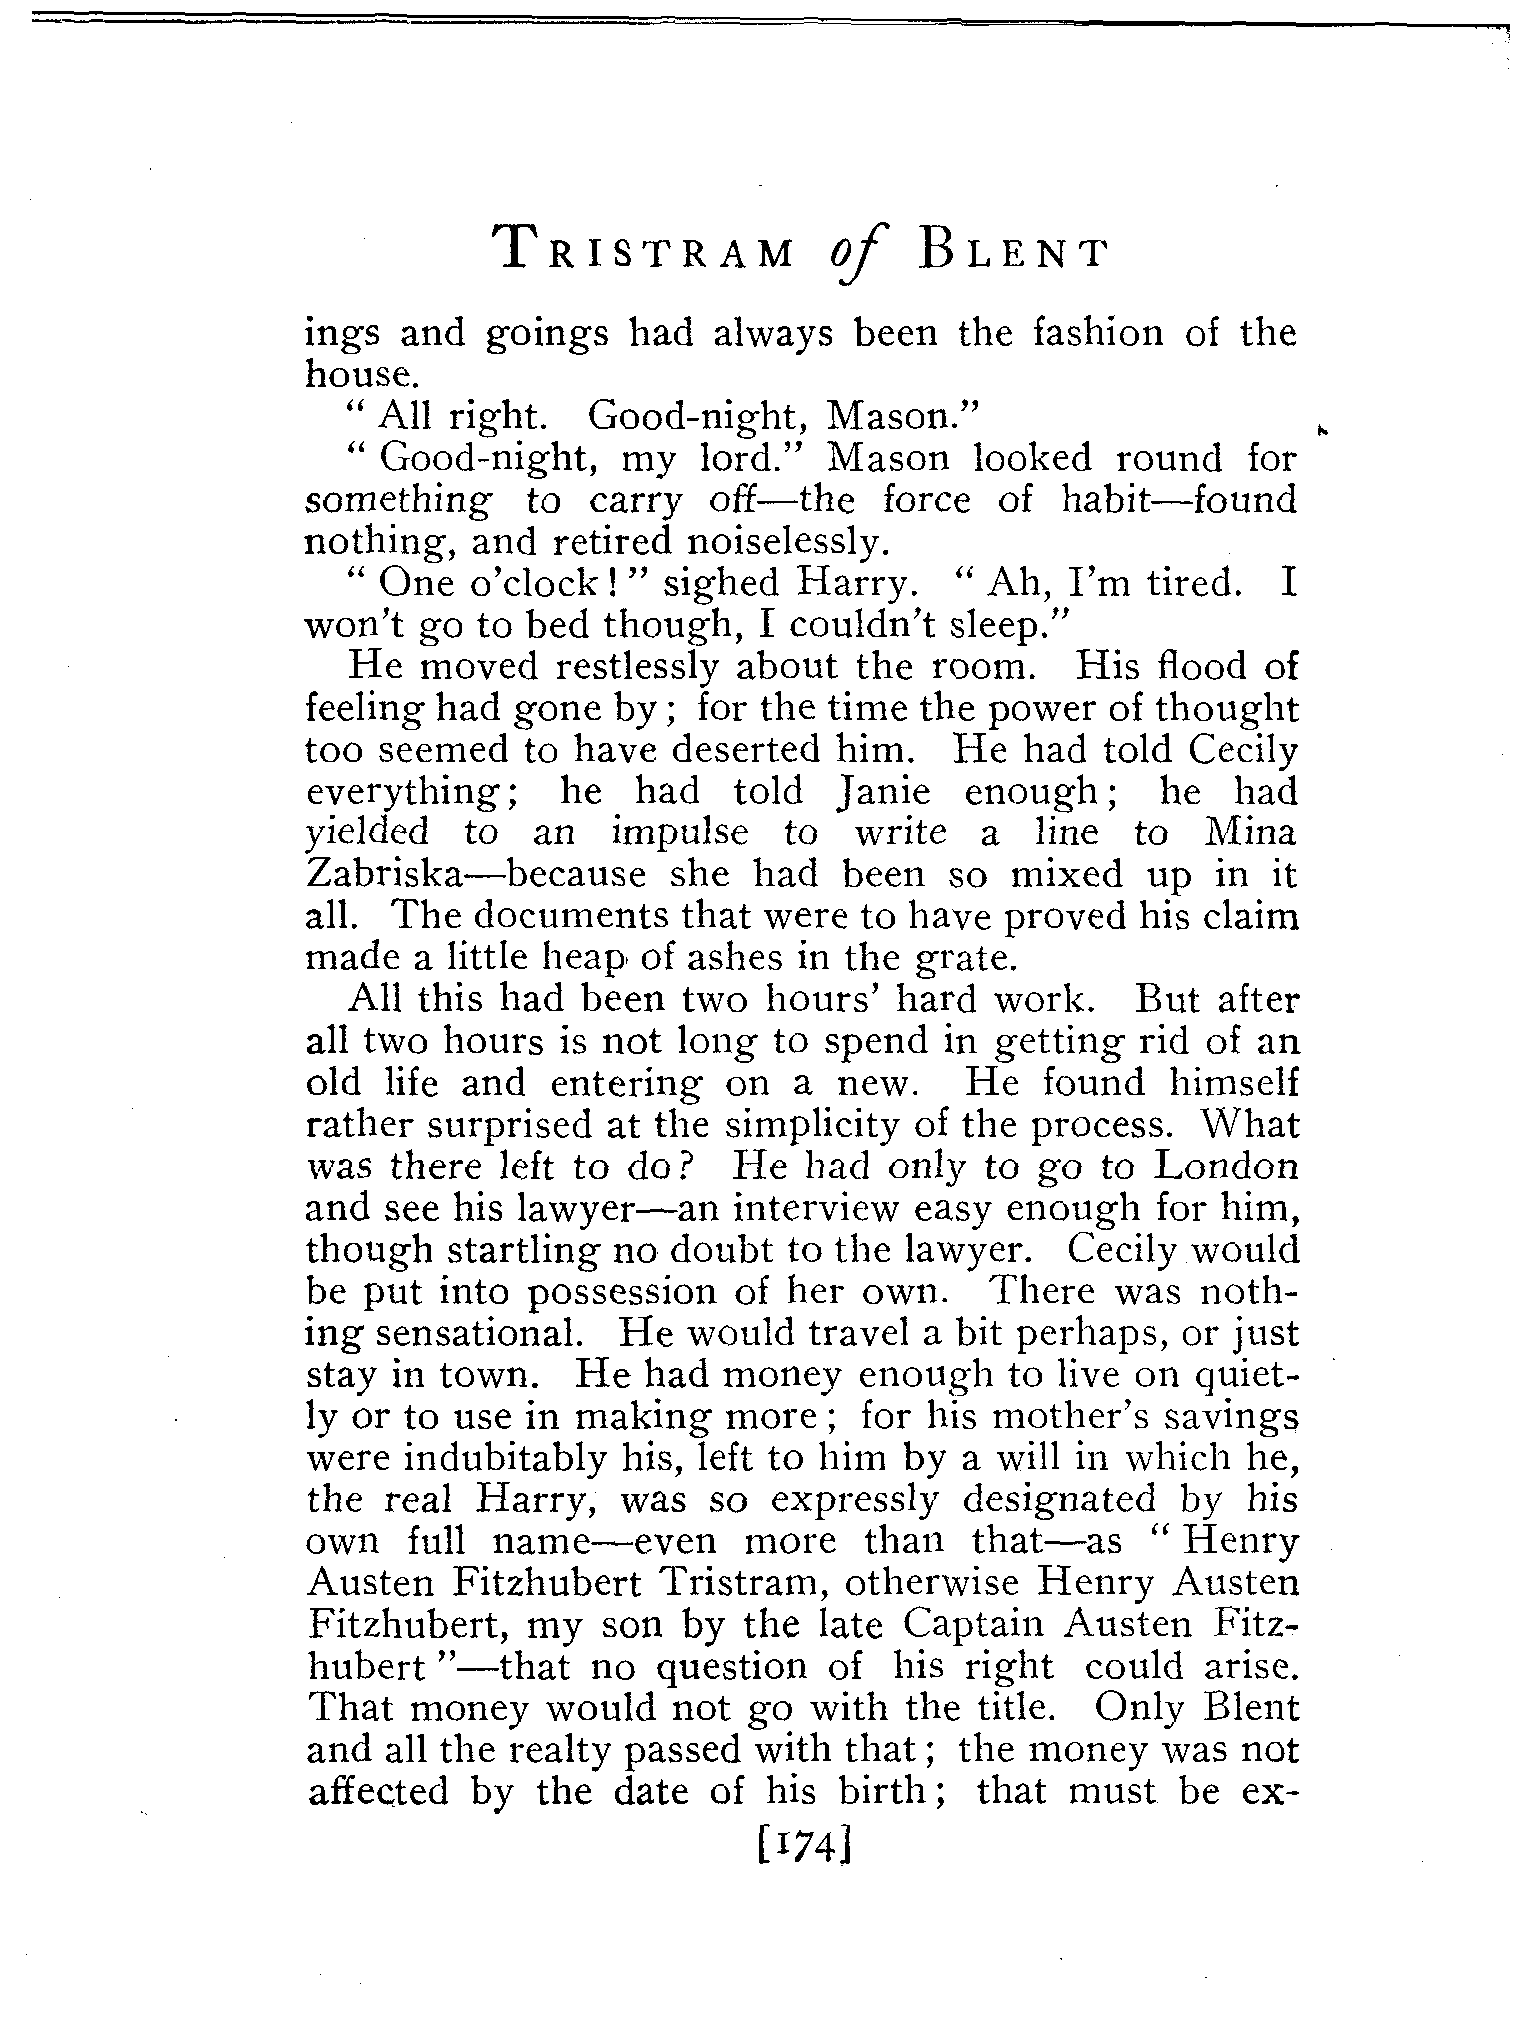 TRISTRAM of BLENT
ings and goings had always been the fashion of the
house.
" All right. Good-night, Mason."
" Good-night, my lord." Mason looked round for
something to carry off—the force of habit—found
nothing, and retired noiselessly.
" One o'clock ! " sighed Harry. " Ah, I'm tired. I
won't go to bed though, I couldn't sleep."
He moved restlessly about the room. His flood of
feeling had gone by ; for the time the power of thought
too seemed to have deserted him. He had told Cecily
everything ; he had told Janie enough ; he had
yielded to an impulse to write a line to Mina
Zabriska—because she had been so mixed up in it
all. The documents that were to have proved his claim
made a little heap of ashes in the grate.
All this had been two hours' hard work. But after
all two hours is not long to spend in getting rid of an
old life and entering on a new. He found himself
rather surprised at the simplicity of the process. What
was there left to do ? He had only to go to London
and see his lawyer—an interview easy enough for him,
though startling no doubt to the lawyer. Cecily would
be put into possession of her own. There was noth-
ing sensational. He would travel a bit perhaps, or just
stay in town. He had money enough to live on quiet-
ly or to use in making more ; for his mother's savings
were indubitably his, left to him by a will in which he,
the real Harry, was so expressly designated by his
own full name—even more than that—as " Henry
Austen Fitzhubert Tristram, otherwise Henry Austen
Fitzhubert, my son by the late Captain Austen Fitz-
hubert "—that no question of his right could arise.
That money would not go with the title. Only Blent
and all the realty passed with that ; the money was not
affected by the date of his birth ; that must be ex-
[174]